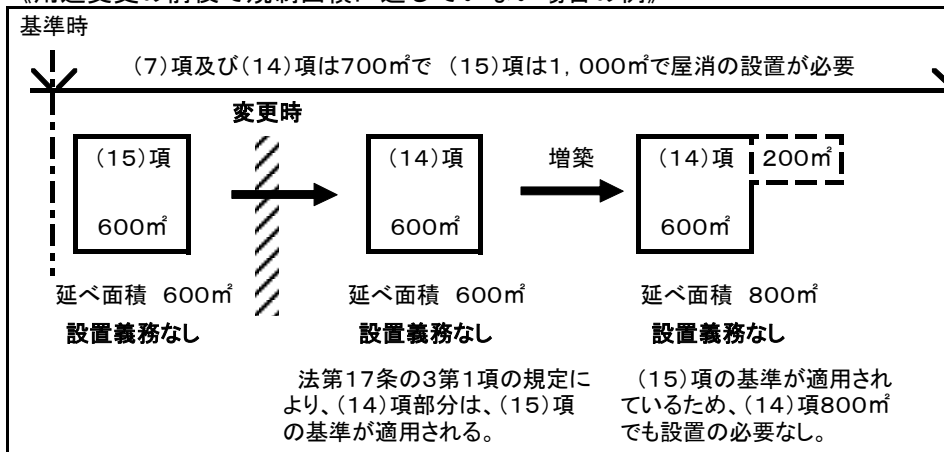 《用途変更の前後で規制面積に達していない場合の例》
基準時
(7)項及び(14)項は700㎡で (15)項は1,000㎡で屋消の設置が必要
変更時
(15)項
600㎡
延べ面積 600㎡
設置義務なし
(14)項
600㎡
延べ面積 600㎡
設置義務なし
法第17条の3第1項の規定に
より、(14)項部分は、(15)項
の基準が適用される。
増築
(14)項
200㎡
600㎡
延べ面積 800㎡
設置義務なし
(15)項の基準が適用され
ているため、(14)項800㎡
でも設置の必要なし。